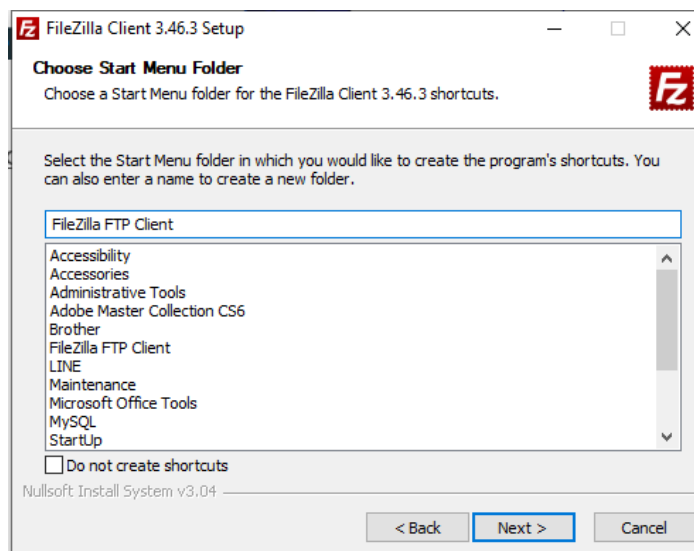 FileZilla Client 3.46.3 Setup
Choose Start Menu Folder
Choose a Start Menu folder for the FileZilla Client 3.46.3 shortcuts.
Select the Start Menu folder in which you would like to create the program's shortcuts. You
can also enter a name to create a new folder.
FileZilla FTP Client
Accessibility
Accessories
Administrative Tools
Adobe Master Collection CS6
Brother
FileZilla FTP Client
LINE
Maintenance
Microsoft Office Tools
MySQL
StartUp
Do not create shortcuts
Nullsoft Install System v3.04
< Back Next > Cancel